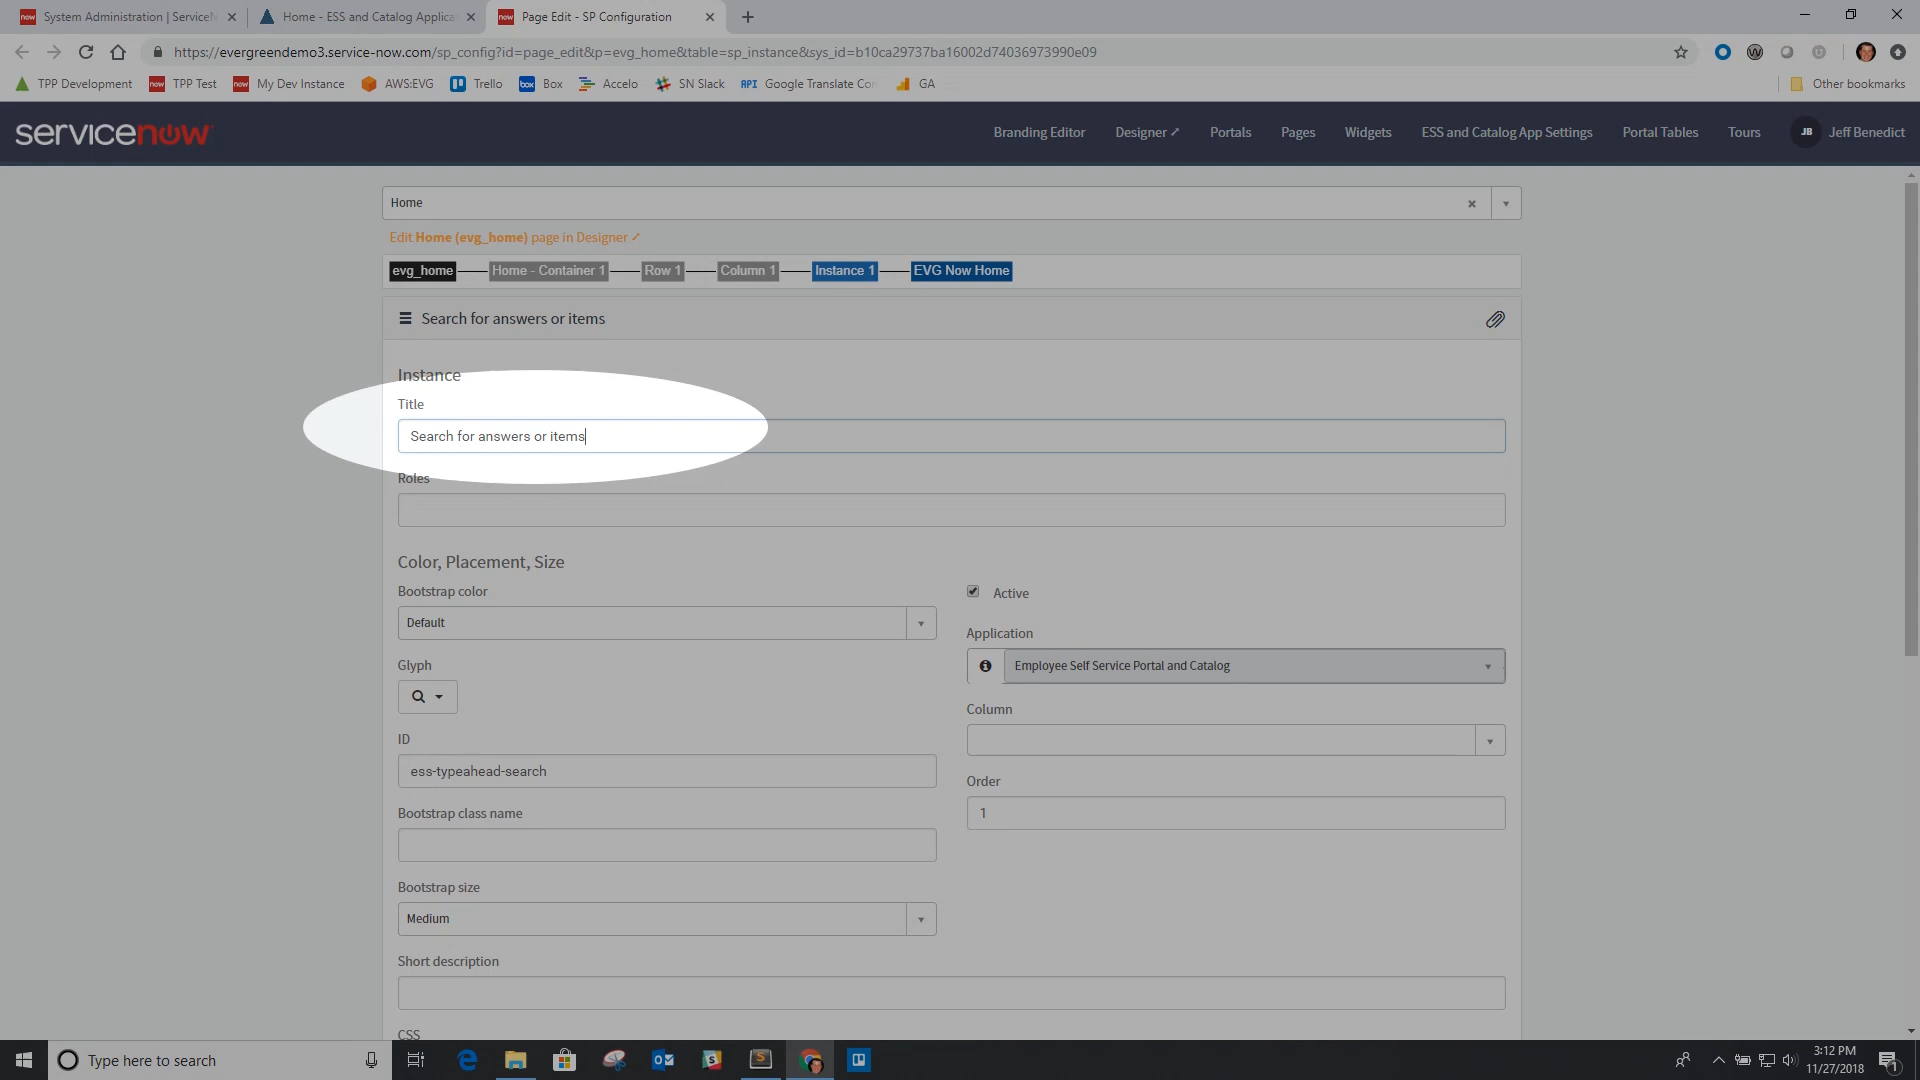 System Administration | Service
Home - ESS and Catalog Applica
Page Edit - SP Configuration
https://evergreendemo3.service-now.com/sp_config?id=page_edit&p=evg_home&table=sp_instance&sys_id=b10ca29737ba16002d74036973990e09
TPP Development
now TPP Test
now My Dev Instance
AWS:EVG
Trello
box Box
Accelo
SN Slack
API Google Translate Con
GA
Other bookmarks
servicenow
Branding Editor
Designer
Portals
Pages
Widgets
ESS and Catalog App Settings
Portal Tables
Tours
JB Jeff Benedict
Home
Edit Home (evg_home) page in Designer
evg_home Home - Container 1 Row 1 Column 1 Instance 1 EVG Now Home
Search for answers or items
Instance
Title
Search for answers or items
Roles
Color, Placement, Size
Bootstrap color
Default
Glyph
ID
ess-typeahead-search
Bootstrap class name
Bootstrap size
Medium
Active
Application
Employee Self Service Portal and Catalog
Column
Order
1
Short description
CSS
Type here to search
3:12 PM
11/27/2018
1